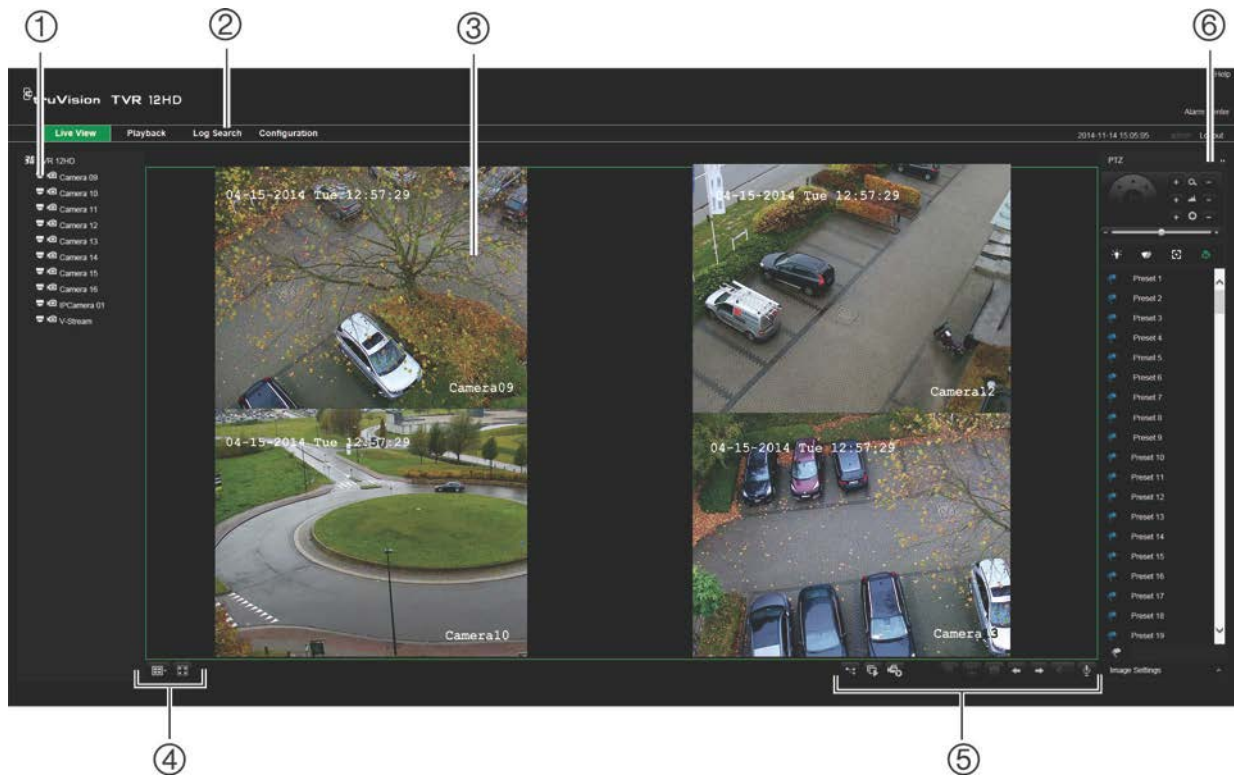 ① ② ③ ⑥
Help
truVision TVR 12HD
Alarm Center
Live View Playback Log Search Configuration
2014-11-14 15:05:95 admin Logout
TVR 12HD
Camera 09
Camera 10
Camera 11
Camera 12
Camera 13
Camera 14
Camera 15
Camera 16
IPCamera 01
V-Stream
04-15-2014 Tue 12:57:29
Camera09
04-15-2014 Tue 12:57:29
Camera12
04-15-2014 Tue 12:57:29
Camera10
04-15-2014 Tue 12:57:29
Camera13
PTZ
Preset 1
Preset 2
Preset 3
Preset 4
Preset 5
Preset 6
Preset 7
Preset 8
Preset 9
Preset 10
Preset 11
Preset 12
Preset 13
Preset 14
Preset 15
Preset 16
Preset 17
Preset 18
Preset 19
Image Settings
④ ⑤